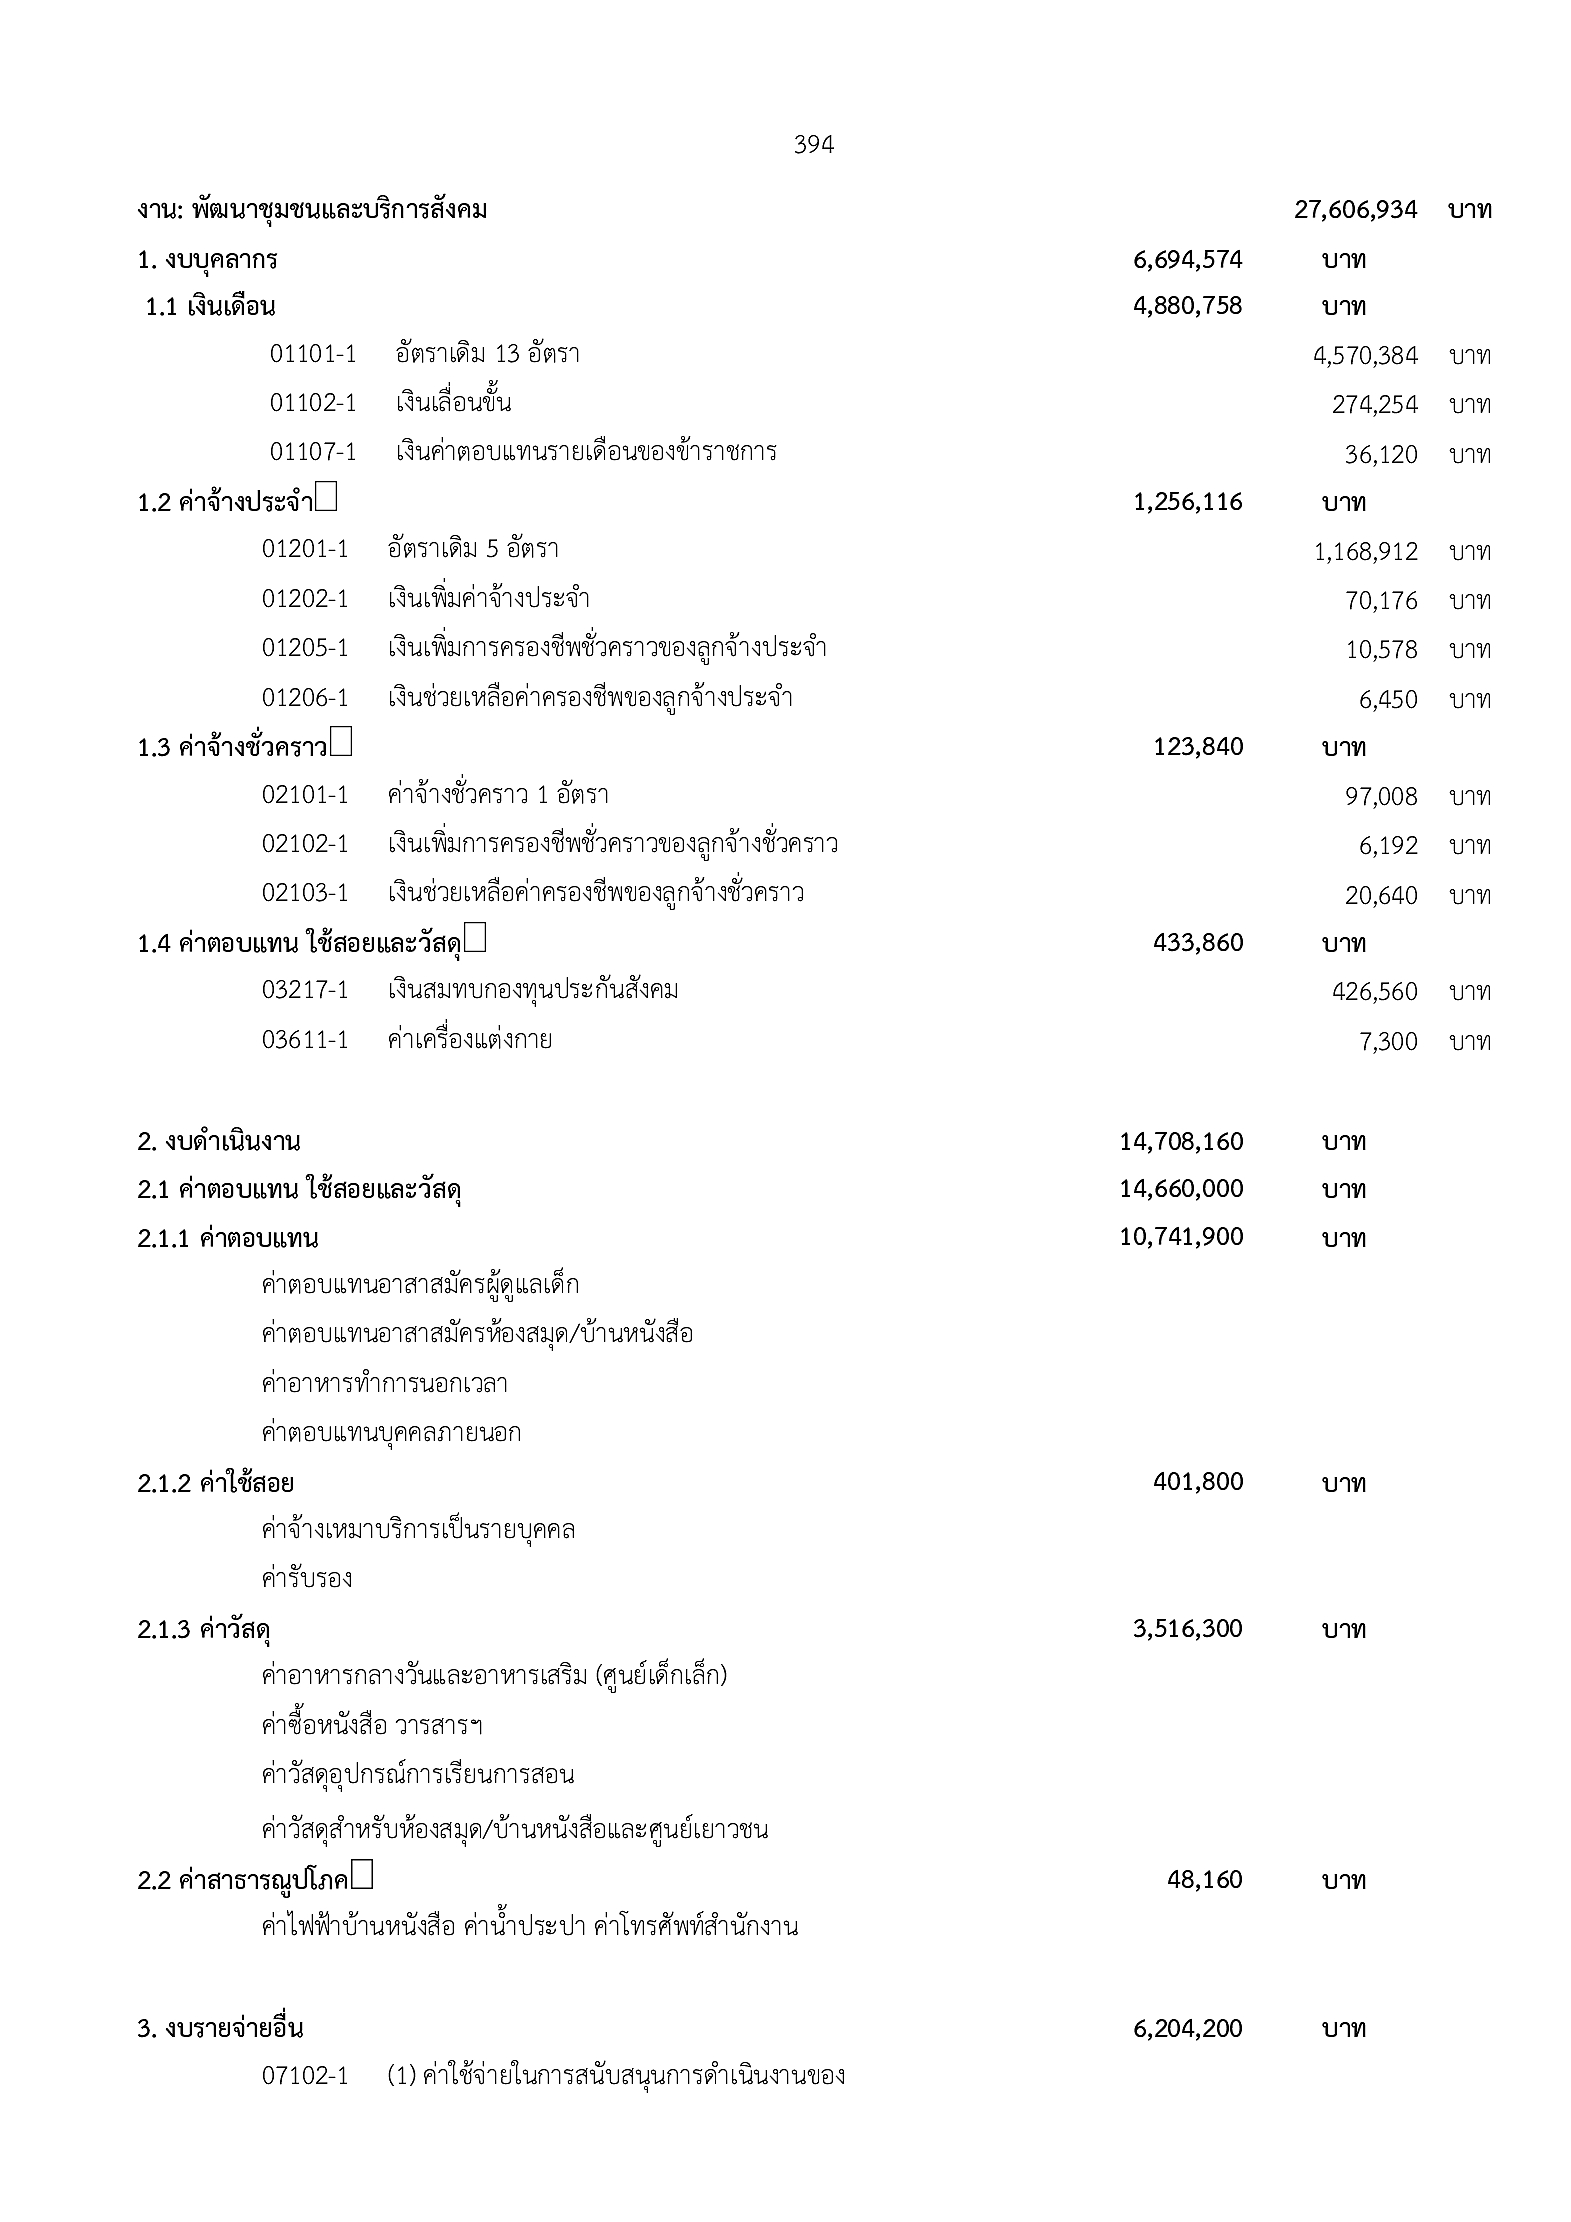 394
งาน: พัฒนาชุมชนและบริการสังคม 27,606,934 บาท
1. งบบุคลากร 6,694,574 บาท
1.1 เงินเดือน 4,880,758 บาท
01101-1 อัตราเดิม 13 อัตรา 4,570,384 บาท
01102-1 เงินเลื่อนขั้น 274,254 บาท
01107-1 เงินค่าตอบแทนรายเดือนของข้าราชการ 36,120 บาท
1.2 ค่าจ้างประจำ 1,256,116 บาท
01201-1 อัตราเดิม 5 อัตรา 1,168,912 บาท
01202-1 เงินเพิ่มค่าจ้างประจำ 70,176 บาท
01205-1 เงินเพิ่มการครองชีพชั่วคราวของลูกจ้างประจำ 10,578 บาท
01206-1 เงินช่วยเหลือค่าครองชีพของลูกจ้างประจำ 6,450 บาท
1.3 ค่าจ้างชั่วคราว 123,840 บาท
02101-1 ค่าจ้างชั่วคราว 1 อัตรา 97,008 บาท
02102-1 เงินเพิ่มการครองชีพชั่วคราวของลูกจ้างชั่วคราว 6,192 บาท
02103-1 เงินช่วยเหลือค่าครองชีพของลูกจ้างชั่วคราว 20,640 บาท
1.4 ค่าตอบแทน ใช้สอยและวัสดุ 433,860 บาท
03217-1 เงินสมทบกองทุนประกันสังคม 426,560 บาท
03611-1 ค่าเครื่องแต่งกาย 7,300 บาท
2. งบดำเนินงาน 14,708,160 บาท
2.1 ค่าตอบแทน ใช้สอยและวัสดุ 14,660,000 บาท
2.1.1 ค่าตอบแทน 10,741,900 บาท
ค่าตอบแทนอาสาสมัครผู้ดูแลเด็ก
ค่าตอบแทนอาสาสมัครห้องสมุด/บ้านหนังสือ
ค่าอาหารทำการนอกเวลา
ค่าตอบแทนบุคคลภายนอก
2.1.2 ค่าใช้สอย 401,800 บาท
ค่าจ้างเหมาบริการเป็นรายบุคคล
ค่ารับรอง
2.1.3 ค่าวัสดุ 3,516,300 บาท
ค่าอาหารกลางวันและอาหารเสริม (ศูนย์เด็กเล็ก)
ค่าซื้อหนังสือ วารสารฯ
ค่าวัสดุอุปกรณ์การเรียนการสอน
ค่าวัสดุสำหรับห้องสมุด/บ้านหนังสือและศูนย์เยาวชน
2.2 ค่าสาธารณูปโภค 48,160 บาท
ค่าไฟฟ้าบ้านหนังสือ ค่าน้ำประปา ค่าโทรศัพท์สำนักงาน
3. งบรายจ่ายอื่น 6,204,200 บาท
07102-1 (1) ค่าใช้จ่ายในการสนับสนุนการดำเนินงานของ